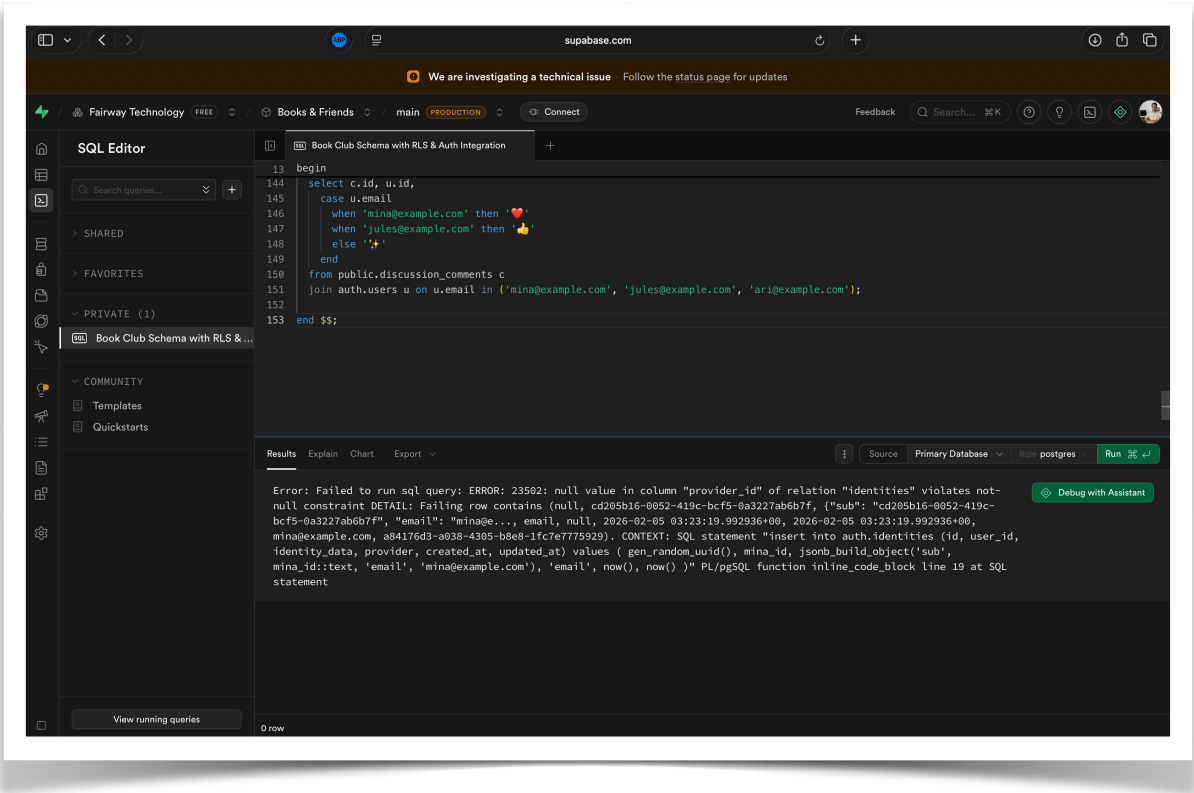 ABP
supabase.com
We are investigating a technical issue · Follow the status page for updates
Fairway Technology FREE / Books & Friends / main PRODUCTION Connect
Feedback Search... ⌘K
SQL Editor
SQL Book Club Schema with RLS & Auth Integration
Search queries...
SHARED
FAVORITES
PRIVATE (1)
SQL Book Club Schema with RLS & ...
COMMUNITY
Templates
Quickstarts
View running queries
13 begin
144 select c.id, u.id,
145 case u.email
146 when 'mina@example.com' then '❤️'
147 when 'jules@example.com' then '👍'
148 else '✨'
149 end
150 from public.discussion_comments c
151 join auth.users u on u.email in ('mina@example.com', 'jules@example.com', 'ari@example.com');
152
153 end $$;
Results Explain Chart Export
Source Primary Database Role postgres Run ⌘ ↵
Error: Failed to run sql query: ERROR: 23502: null value in column "provider_id" of relation "identities" violates not-
null constraint DETAIL: Failing row contains (null, cd205b16-0052-419c-bcf5-0a3227ab6b7f, {"sub": "cd205b16-0052-419c-
bcf5-0a3227ab6b7f", "email": "mina@e..., email, null, 2026-02-05 03:23:19.992936+00, 2026-02-05 03:23:19.992936+00,
mina@example.com, a84176d3-a038-4305-b8e8-1fc7e7775929). CONTEXT: SQL statement "insert into auth.identities (id, user_id,
identity_data, provider, created_at, updated_at) values ( gen_random_uuid(), mina_id, jsonb_build_object('sub',
mina_id::text, 'email', 'mina@example.com'), 'email', now(), now() )" PL/pgSQL function inline_code_block line 19 at SQL
statement
Debug with Assistant
0 row